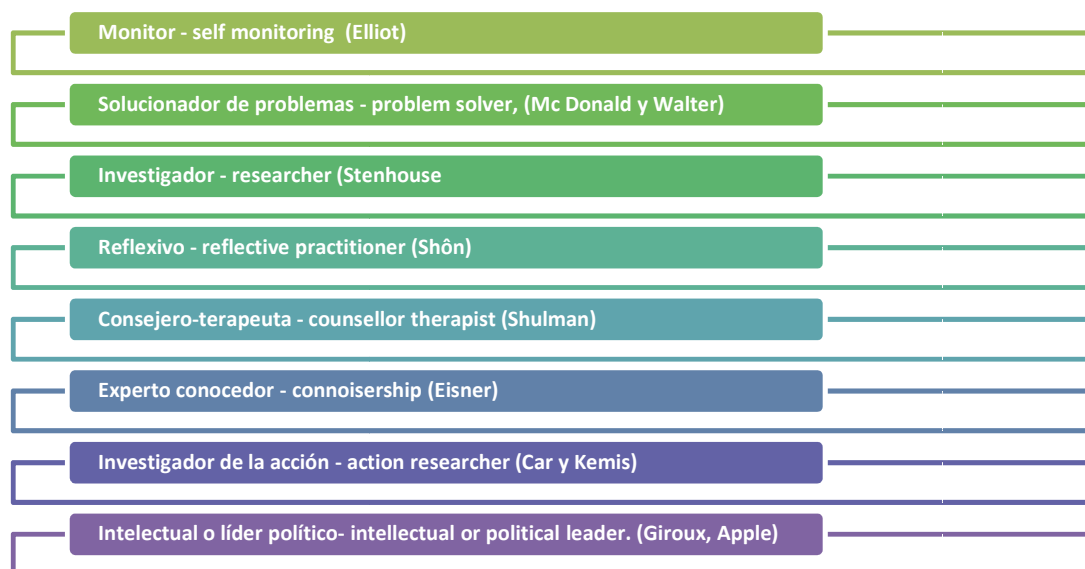 Monitor - self monitoring  (Elliot)
Solucionador de problemas - problem solver, (Mc Donald y Walter)
Investigador - researcher (Stenhouse
Reflexivo - reflective practitioner (Shôn)
Consejero-terapeuta - counsellor therapist (Shulman)
Experto conocedor - connoisership (Eisner)
Investigador de la acción - action researcher (Car y Kemis)
Intelectual o líder político- intellectual or political leader. (Giroux, Apple)